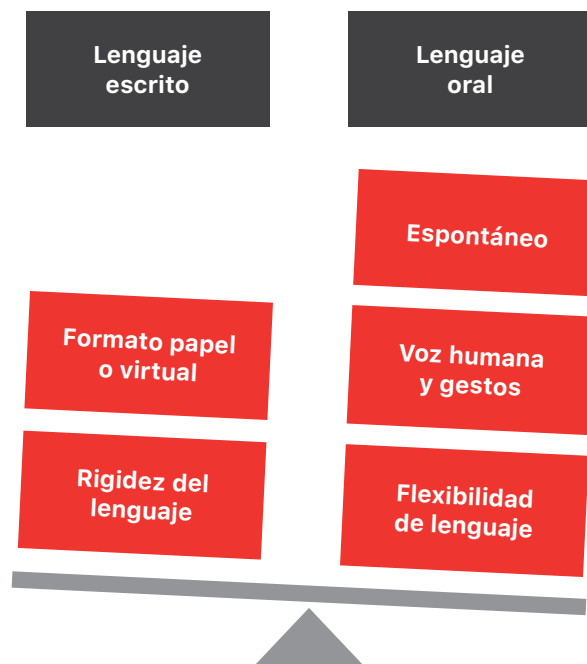 Lenguaje
escrito
Lenguaje
oral
Espontáneo
Formato papel
o virtual
Voz humana
y gestos
Rigidez del
lenguaje
Flexibilidad
de lenguaje